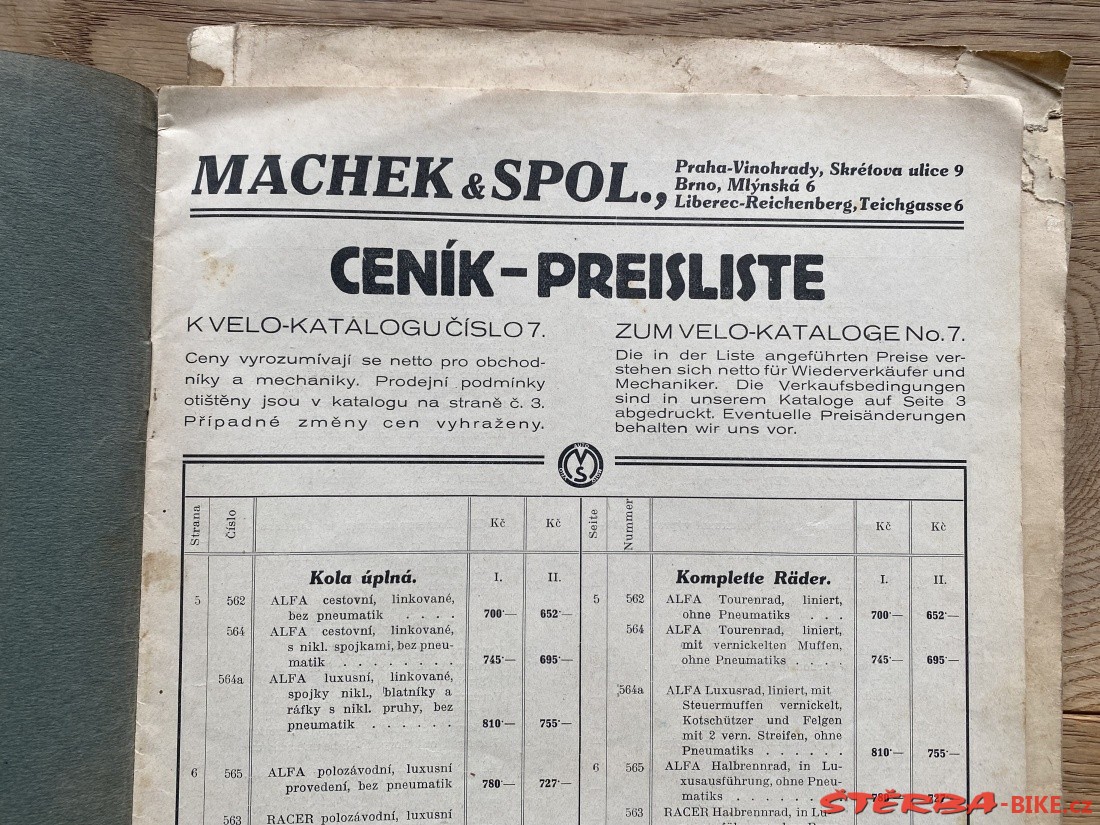 MACHEK & SPOL.,
Praha-Vinohrady, Skrétova ulice 9
Brno, Mlýnská 6
Liberec-Reichenberg, Teichgasse 6
CENÍK – PREISLISTE
K VELO-KATALOGU ČÍSLO 7.
Ceny vyrozumívají se netto pro obchod-
níky a mechaniky. Prodejní podmínky
otištěny jsou v katalogu na straně č. 3.
Případné změny cen vyhraženy.
ZUM VELO-KATALOGE No. 7.
Die in der Liste angeführten Preise ver-
stehen sich netto für Wiederverkäufer und
Mechaniker. Die Verkaufsbedingungen
sind in unserem Kataloge auf Seite 3
abgedruckt. Eventuelle Preisänderungen
behalten wir uns vor.
AUTO
MS
Strana Číslo Kč Kč
Kola úplná. I. II.
5 562 ALFA cestovní, linkované,
bez pneumatik . . . . 700·— 652·—
564 ALFA cestovní, linkované,
s nikl. spojkami, bez pneu-
matik . . . . . . . . 745·— 695·—
564a ALFA luxusní, linkované,
spojky nikl., blatníky a
ráfky s nikl. pruhy, bez
pneumatik . . . . . . 810·— 755·—
6 565 ALFA polozávodní, luxusní
provedení, bez pneumatik 780·— 727·—
563 RACER polozávodní, luxusní
Seite Nummer Kč Kč
Komplette Räder. I. II.
5 562 ALFA Tourenrad, liniert,
ohne Pneumatiks . . . 700·— 652·—
564 ALFA Tourenrad, liniert,
mit vernickelten Muffen,
ohne Pneumatiks . . . . 745·— 695·—
564a ALFA Luxusrad, liniert, mit
Steuermuffen vernickelt,
Kotschützer und Felgen
mit 2 vern. Streifen, ohne
Pneumatiks . . . . . . 810·— 755·—
6 565 ALFA Halbrennrad, in Lu-
xusausführung, ohne Pneu-
matiks
563 RACER Halbrennrad, in Lu-
ŠTĚRBA-BIKE.cz